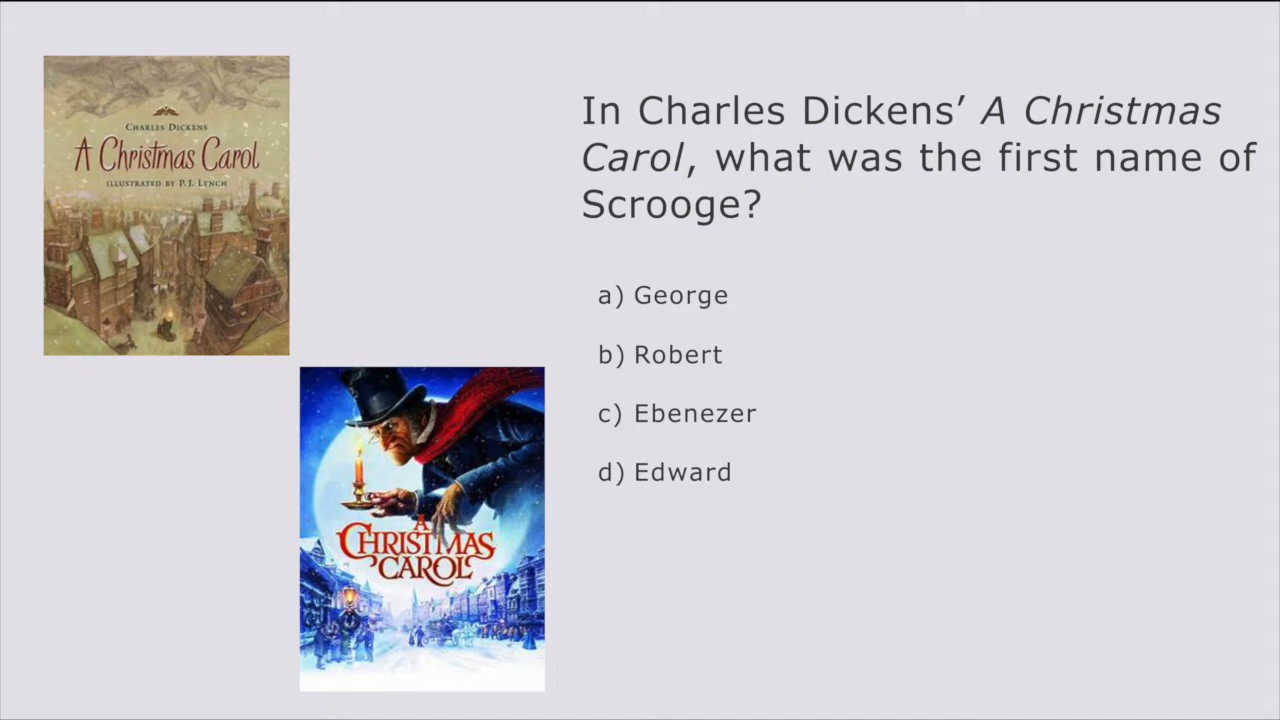 CHARLES DICKENS
A Christmas Carol
ILLUSTRATED BY P. J. LYNCH
In Charles Dickens’ A Christmas
Carol, what was the first name of
Scrooge?
a) George
b) Robert
c) Ebenezer
d) Edward
A
CHRISTMAS
CAROL